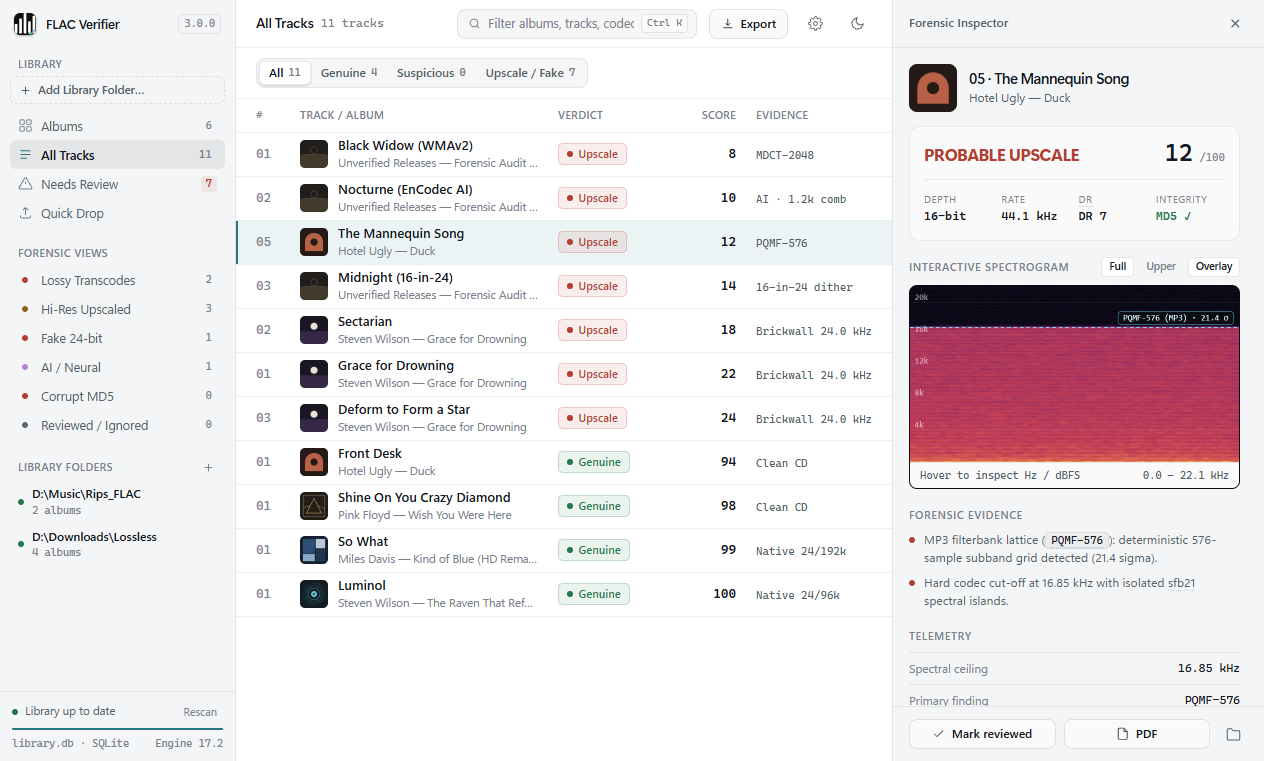 FLAC Verifier
3.0.0
LIBRARY
+ Add Library Folder...
Albums 6
All Tracks 11
Needs Review 7
Quick Drop
FORENSIC VIEWS
Lossy Transcodes 2
Hi-Res Upscaled 3
Fake 24-bit 1
AI / Neural 1
Corrupt MD5 0
Reviewed / Ignored 0
LIBRARY FOLDERS +
D:\Music\Rips_FLAC
2 albums
D:\Downloads\Lossless
4 albums
Library up to date Rescan
library.db · SQLite Engine 17.2
All Tracks 11 tracks
Filter albums, tracks, codec Ctrl K
Export
All 11 Genuine 4 Suspicious 0 Upscale / Fake 7
# TRACK / ALBUM VERDICT SCORE EVIDENCE
01 Black Widow (WMAv2) Upscale 8 MDCT-2048
Unverified Releases — Forensic Audit ...
02 Nocturne (EnCodec AI) Upscale 10 AI · 1.2k comb
Unverified Releases — Forensic Audit ...
05 The Mannequin Song Upscale 12 PQMF-576
Hotel Ugly — Duck
03 Midnight (16-in-24) Upscale 14 16-in-24 dither
Unverified Releases — Forensic Audit ...
02 Sectarian Upscale 18 Brickwall 24.0 kHz
Steven Wilson — Grace for Drowning
01 Grace for Drowning Upscale 22 Brickwall 24.0 kHz
Steven Wilson — Grace for Drowning
03 Deform to Form a Star Upscale 24 Brickwall 24.0 kHz
Steven Wilson — Grace for Drowning
01 Front Desk Genuine 94 Clean CD
Hotel Ugly — Duck
01 Shine On You Crazy Diamond Genuine 98 Clean CD
Pink Floyd — Wish You Were Here
01 So What Genuine 99 Native 24/192k
Miles Davis — Kind of Blue (HD Rema...
01 Luminol Genuine 100 Native 24/96k
Steven Wilson — The Raven That Ref...
Forensic Inspector
05 · The Mannequin Song
Hotel Ugly — Duck
PROBABLE UPSCALE 12 /100
DEPTH RATE DR INTEGRITY
16-bit 44.1 kHz DR 7 MD5 ✓
INTERACTIVE SPECTROGRAM Full Upper Overlay
20k
PQMF-576 (MP3) · 21.4 σ
16k
12k
8k
4k
Hover to inspect Hz / dBFS 0.0 — 22.1 kHz
FORENSIC EVIDENCE
MP3 filterbank lattice ( PQMF-576 ): deterministic 576-
sample subband grid detected (21.4 sigma).
Hard codec cut-off at 16.85 kHz with isolated sfb21
spectral islands.
TELEMETRY
Spectral ceiling 16.85 kHz
Primary finding PQMF-576
Mark reviewed PDF